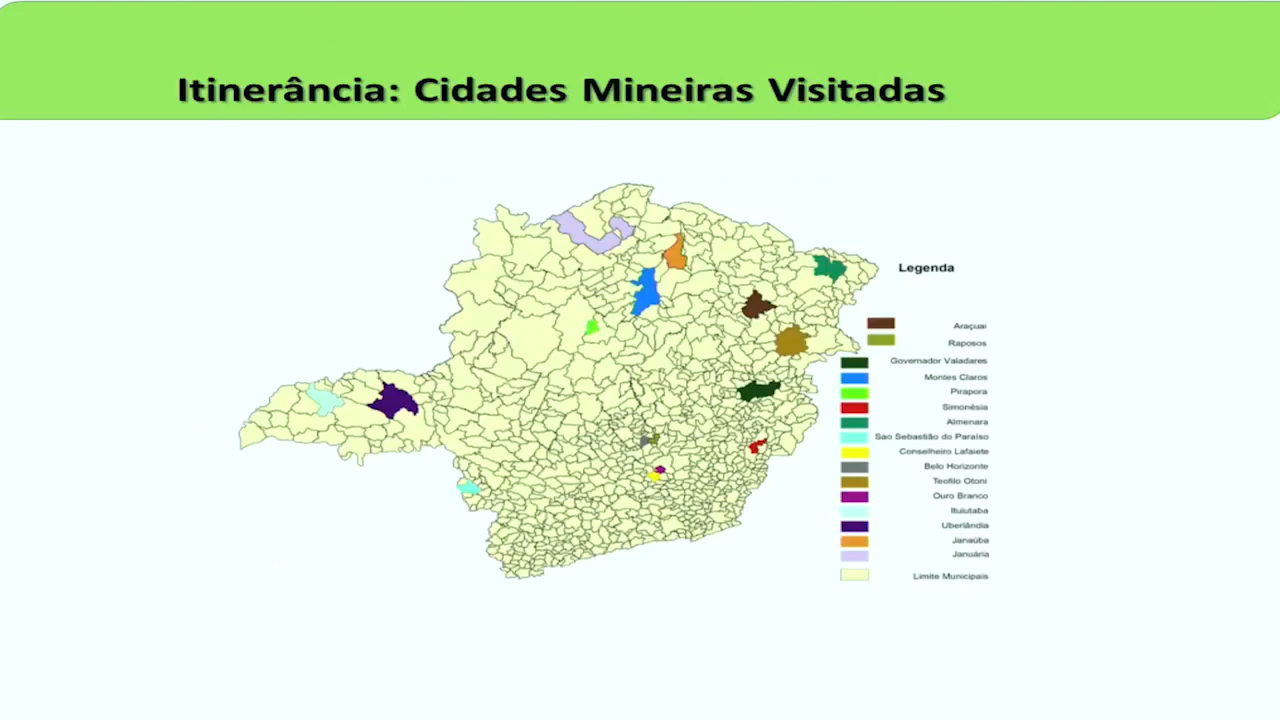 Itinerância: Cidades Mineiras Visitadas
Legenda
Araçuaí
Raposos
Governador Valadares
Montes Claros
Pirapora
Simonésia
Almenara
Sao Sebastião do Paraíso
Conselheiro Lafaiete
Belo Horizonte
Teofilo Otoni
Ouro Branco
Ituiutaba
Uberlândia
Janaúba
Januária
Limite Municipais